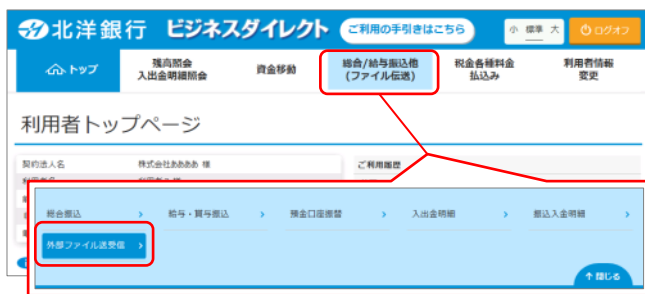 北洋銀行 ビジネスダイレクト
ご利用の手引きはこちら
小 標準 大
ログオフ
トップ
残高照会
入出金明細照会
資金移動
総合/給与振込他
(ファイル伝送)
税金各種料金
払込み
利用者情報
変更
利用者トップページ
契約法人名 株式会社ああああ 様
ご利用履歴
総合振込
給与・賞与振込
預金口座振替
入出金明細
振込入金明細
外部ファイル送受信
閉じる